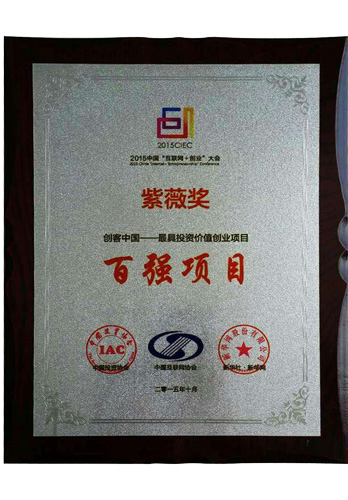 2015CIEC
2015中国“互联网+创业”大会
2015 China "Internet+ Entrepreneurship" Conference
紫薇奖
创客中国——最具投资价值创业项目
百强项目
IAC
中国投资协会
中国互联网协会
新华社·新华网
二〇一五年十月